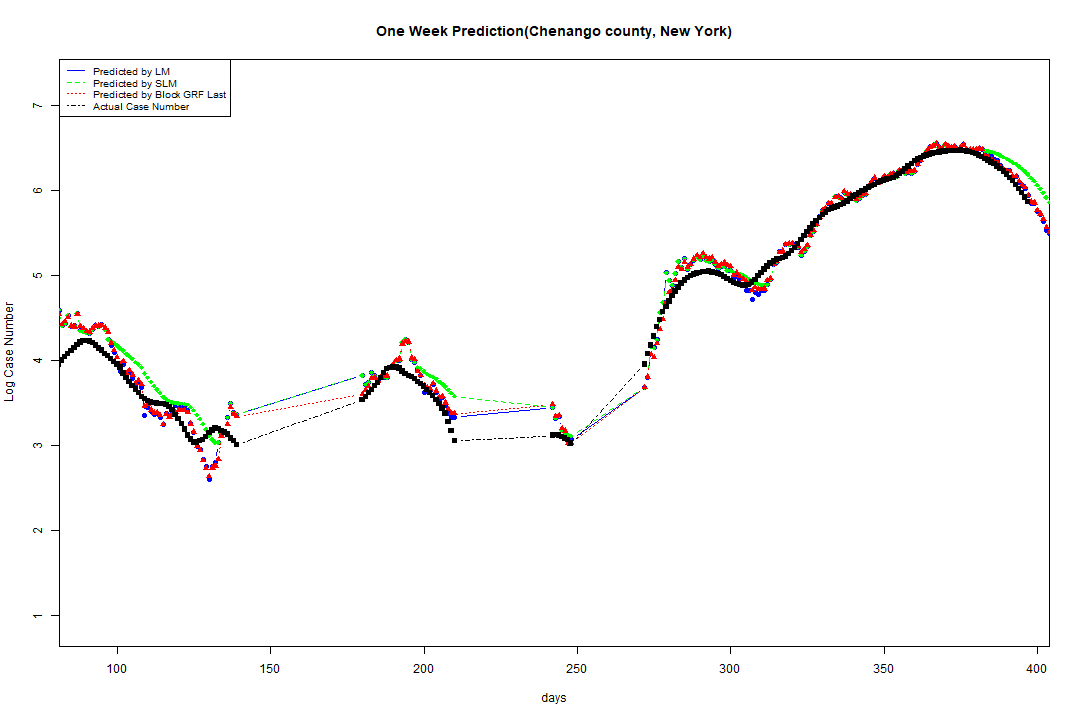 One Week Prediction(Chenango county, New York)
Predicted by LM
Predicted by SLM
Predicted by Block GRF Last
Actual Case Number
7
6
5
4
3
2
1
Log Case Number
100 150 200 250 300 350 400
days